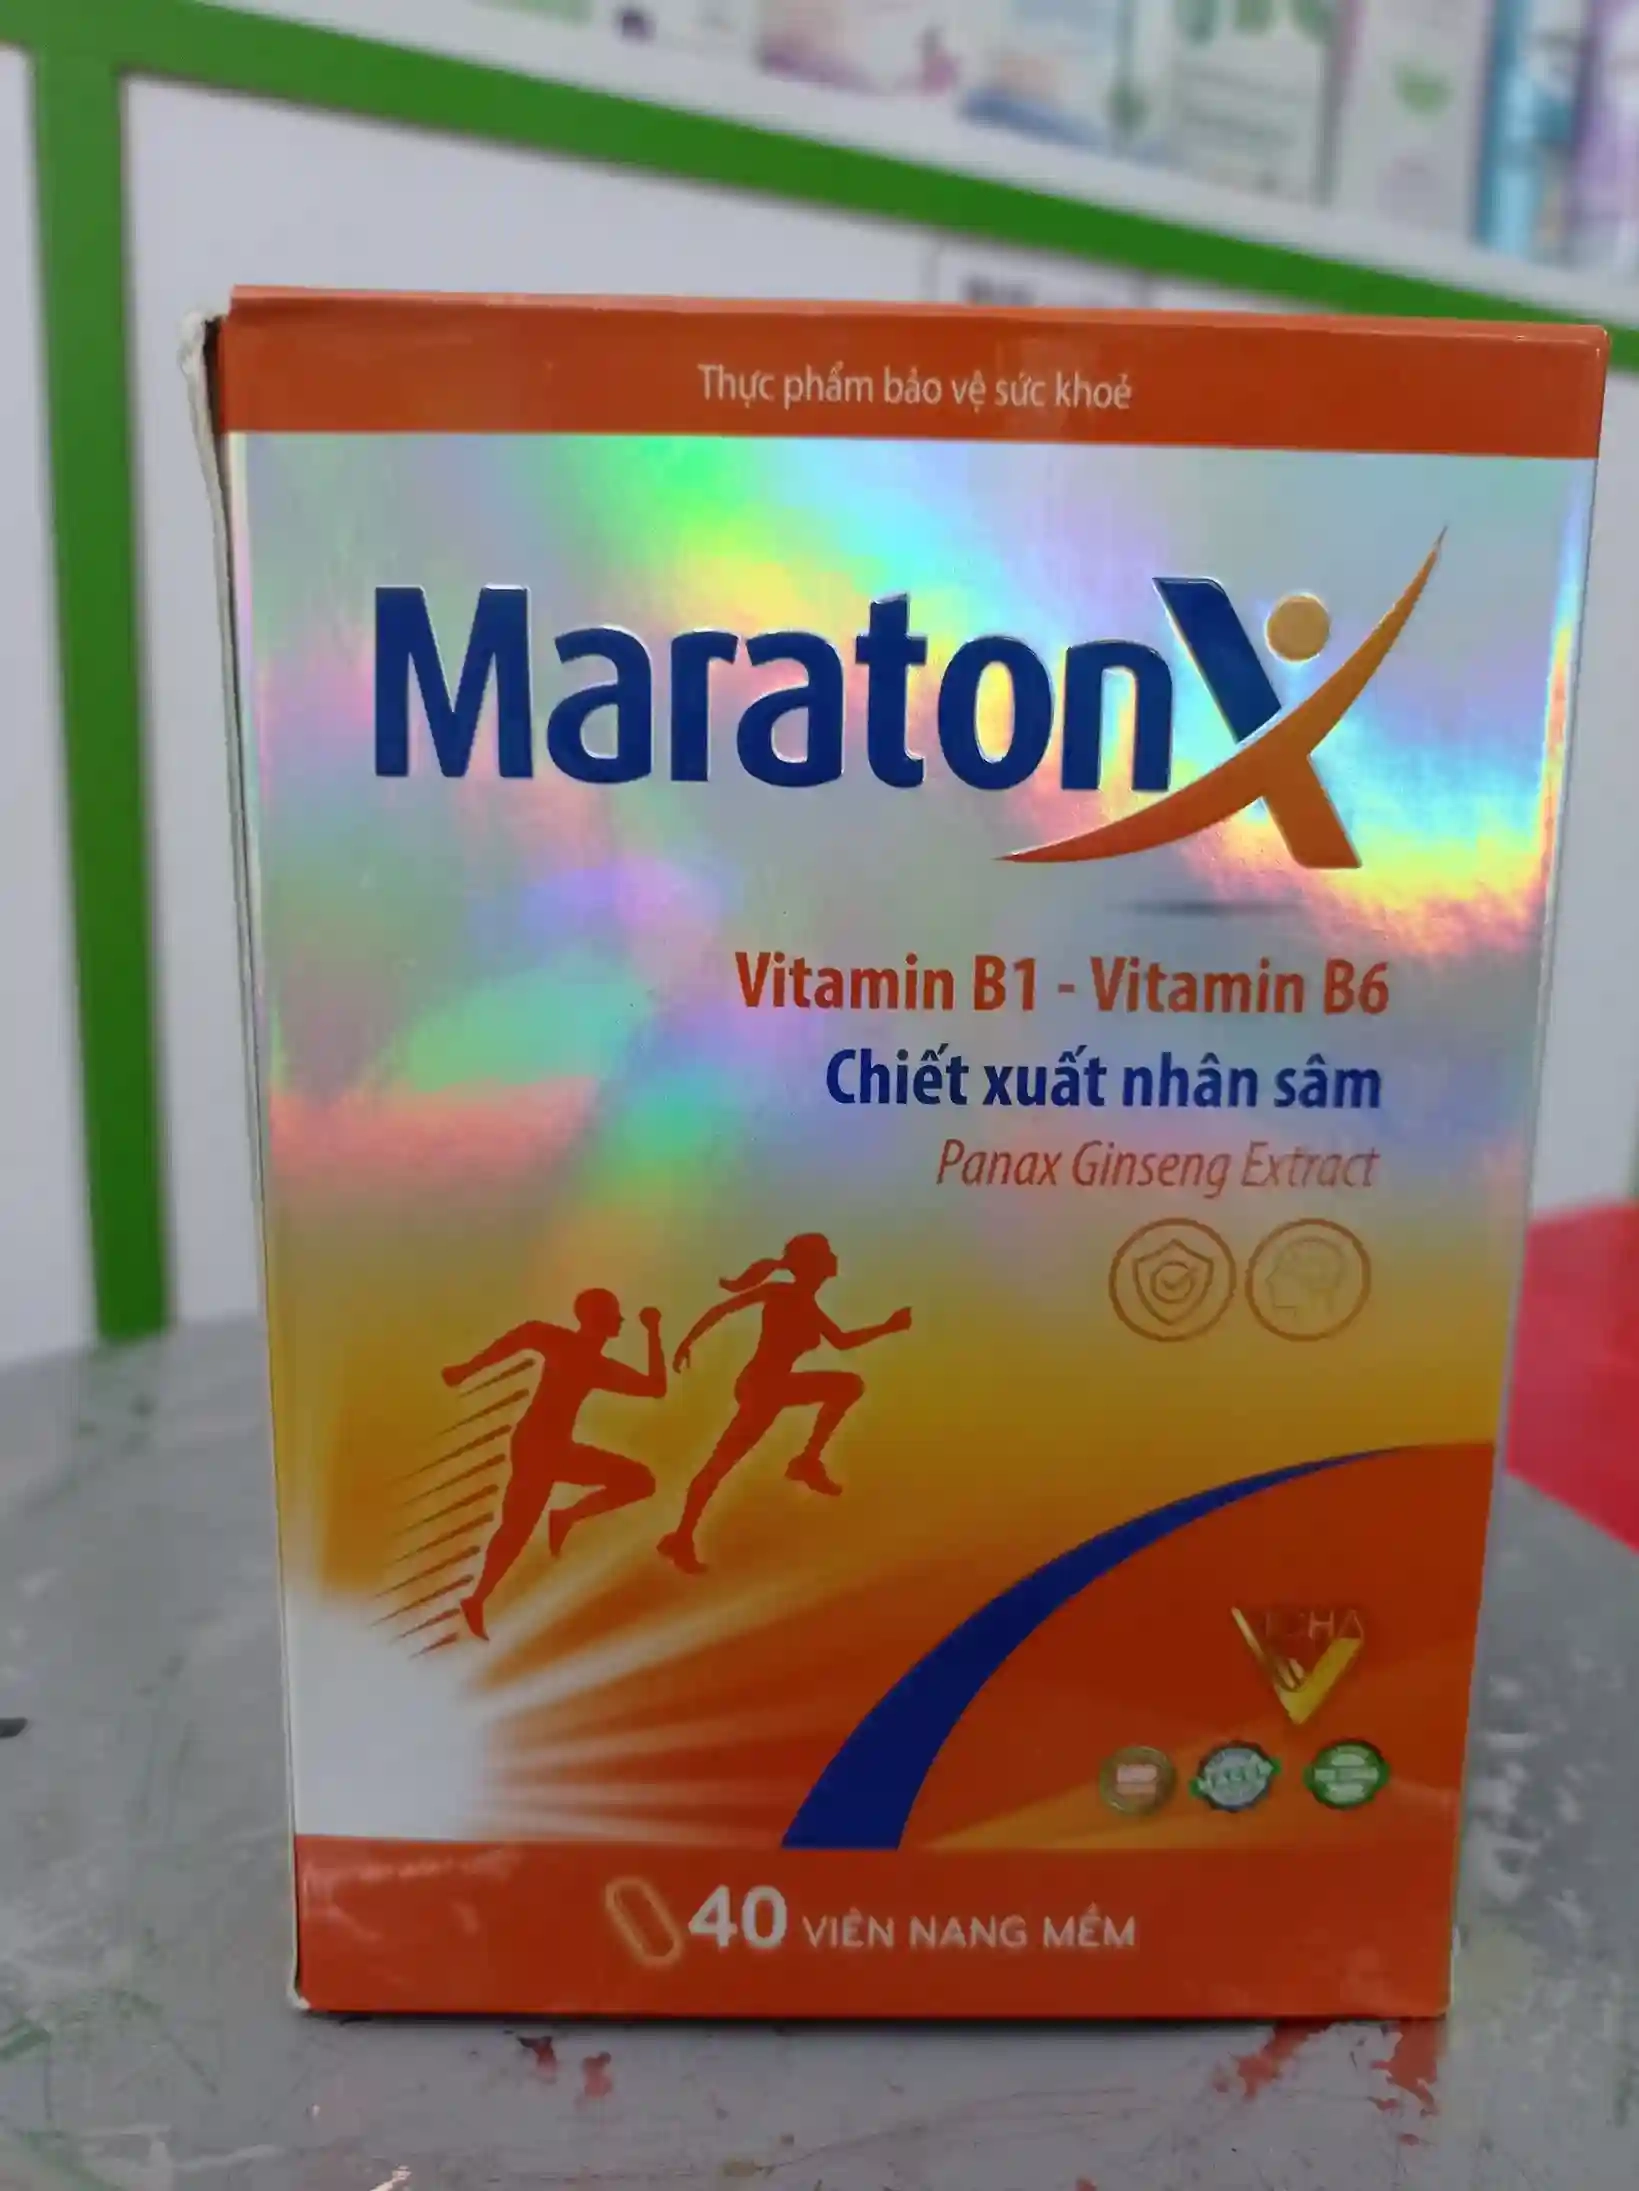 Thực phẩm bảo vệ sức khoẻ
MaratonX
Vitamin B1 - Vitamin B6
Chiết xuất nhân sâm
Panax Ginseng Extract
40 VIÊN NANG MỀM